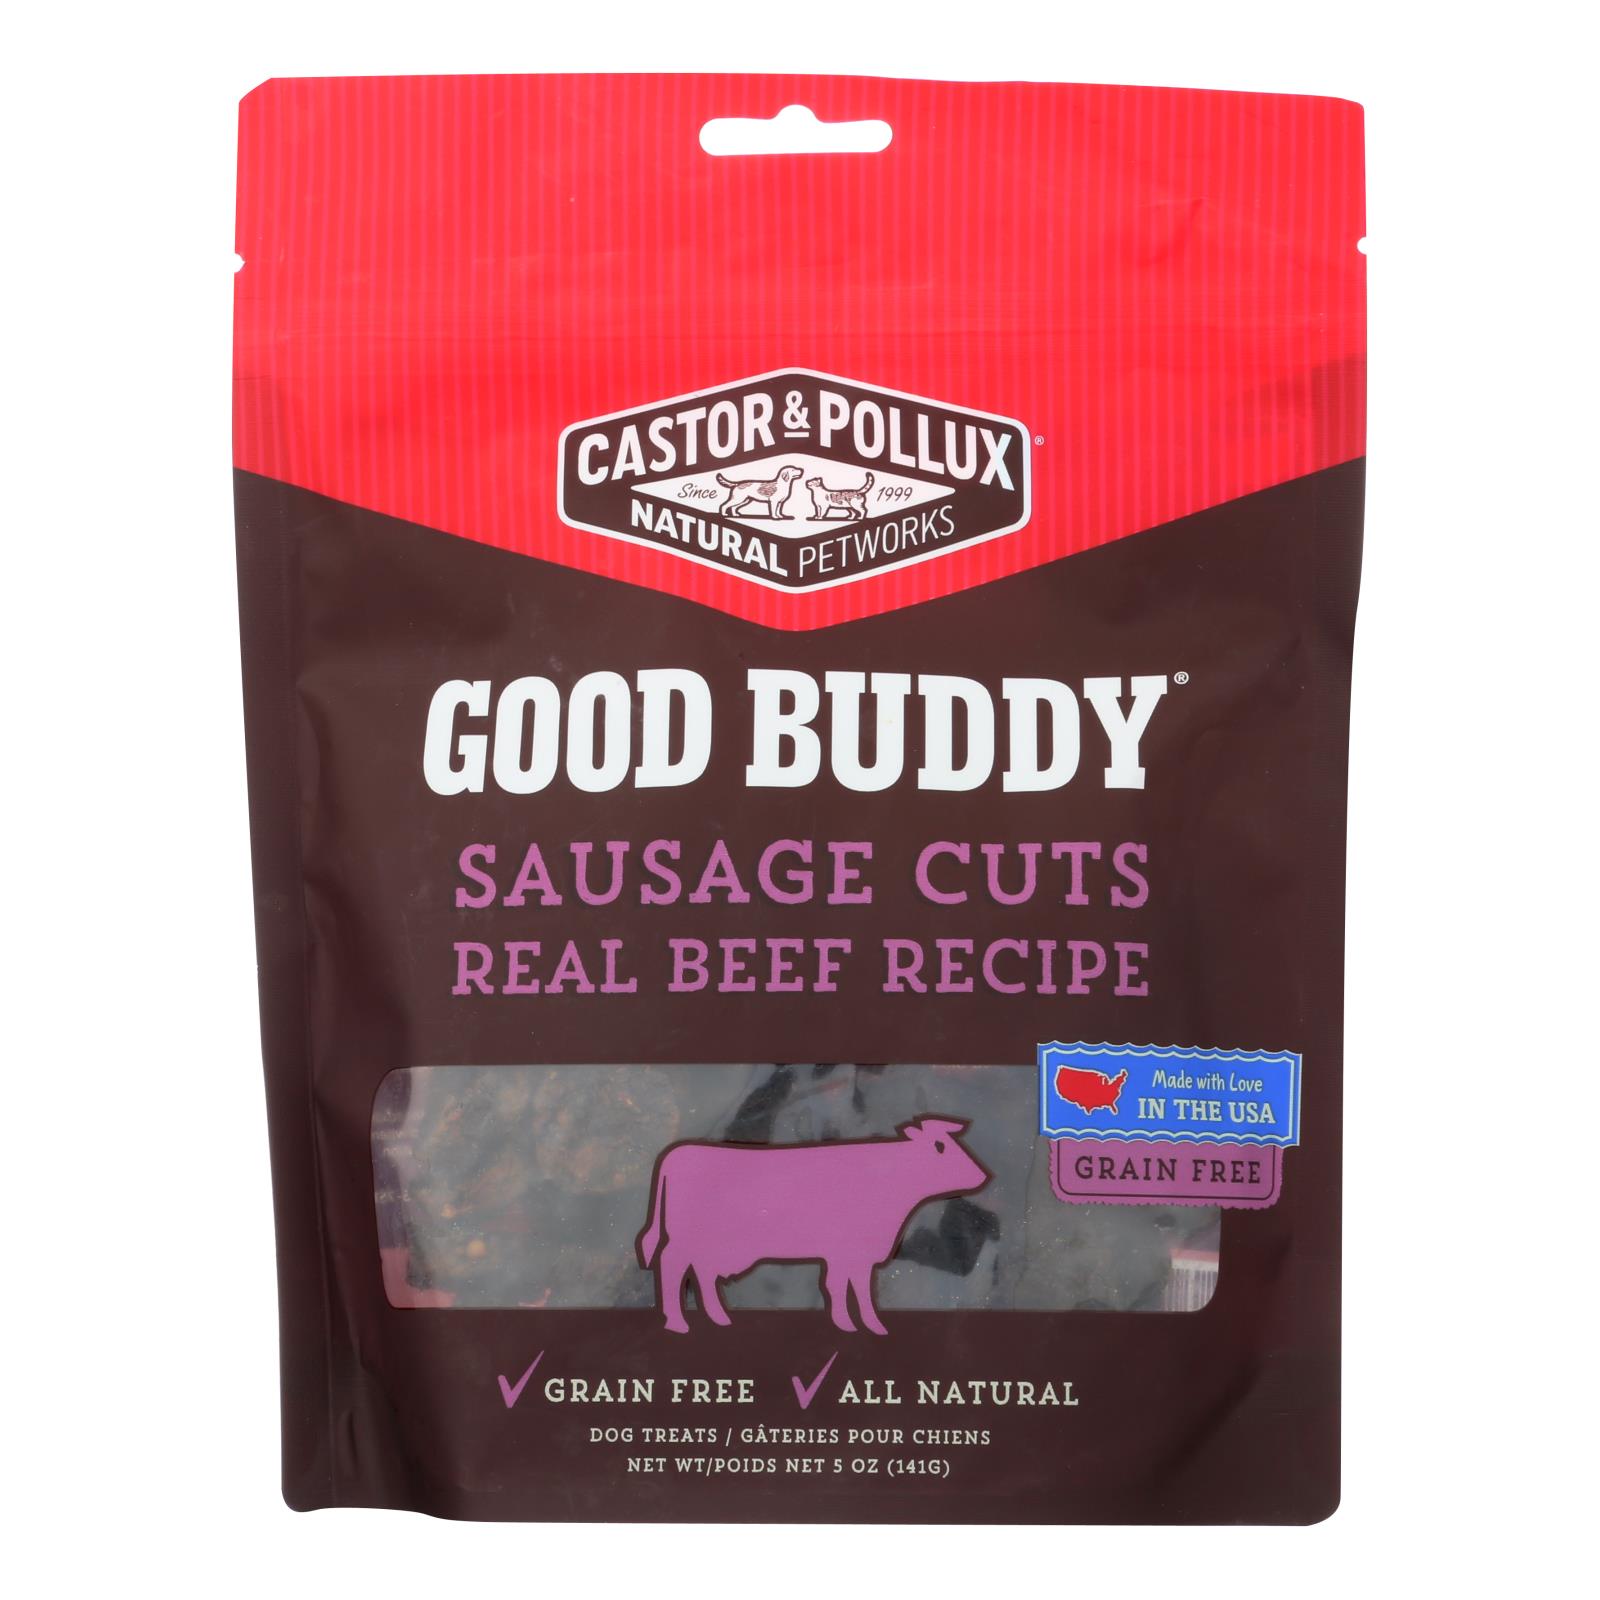 CASTOR & POLLUX®
Since 1999
NATURAL PETWORKS
GOOD BUDDY®
SAUSAGE CUTS
REAL BEEF RECIPE
Made with Love
IN THE USA
GRAIN FREE
GRAIN FREE ALL NATURAL
DOG TREATS / GÂTERIES POUR CHIENS
NET WT/POIDS NET 5 OZ (141G)